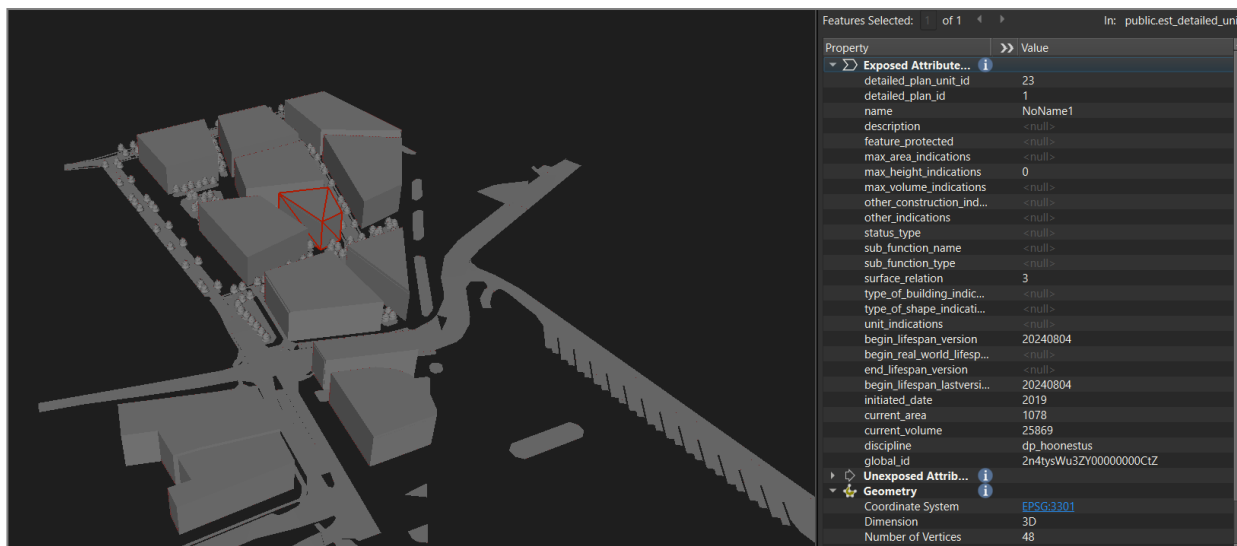 Features Selected: 1 of 1 In: public.est_detailed_uni
Property Value
Exposed Attribute...
detailed_plan_unit_id 23
detailed_plan_id 1
name NoName1
description <null>
feature_protected <null>
max_area_indications <null>
max_height_indications 0
max_volume_indications <null>
other_construction_ind... <null>
other_indications <null>
status_type <null>
sub_function_name <null>
sub_function_type <null>
surface_relation 3
type_of_building_indic... <null>
type_of_shape_indicati... <null>
unit_indications <null>
begin_lifespan_version 20240804
begin_real_world_lifesp... <null>
end_lifespan_version <null>
begin_lifespan_lastversi... 20240804
initiated_date 2019
current_area 1078
current_volume 25869
discipline dp_hoonestus
global_id 2n4tysWu3ZY00000000CtZ
Unexposed Attrib...
Geometry
Coordinate System EPSG:3301
Dimension 3D
Number of Vertices 48